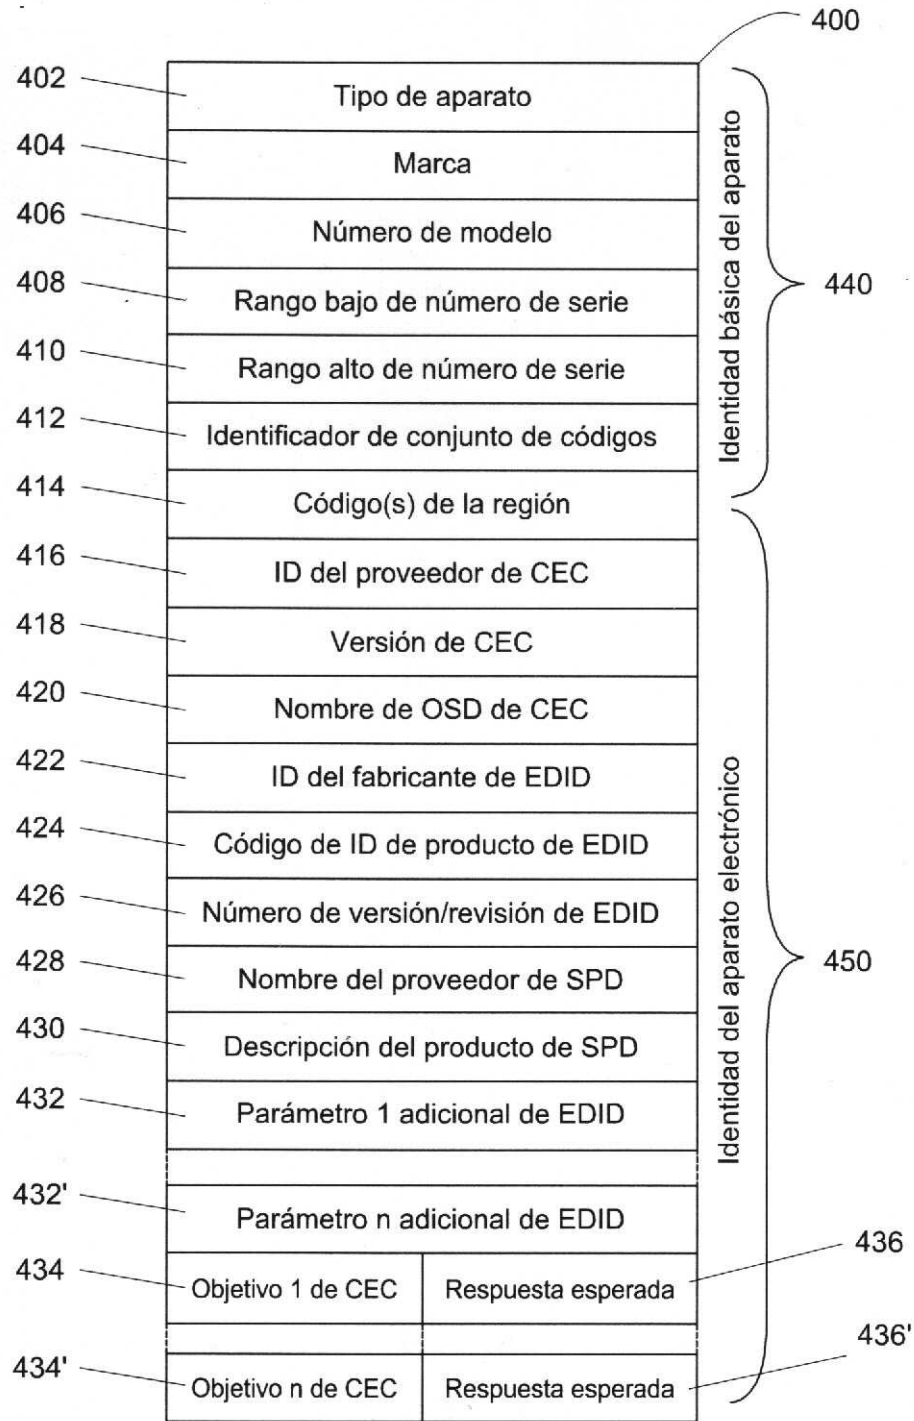 400
402 Tipo de aparato
404 Marca
406 Número de modelo
408 Rango bajo de número de serie
410 Rango alto de número de serie
412 Identificador de conjunto de códigos
Identidad básica del aparato
440
414 Código(s) de la región
416 ID del proveedor de CEC
418 Versión de CEC
420 Nombre de OSD de CEC
422 ID del fabricante de EDID
424 Código de ID de producto de EDID
426 Número de versión/revisión de EDID
428 Nombre del proveedor de SPD
430 Descripción del producto de SPD
432 Parámetro 1 adicional de EDID
432' Parámetro n adicional de EDID
434 Objetivo 1 de CEC Respuesta esperada 436
434' Objetivo n de CEC Respuesta esperada 436'
Identidad del aparato electrónico
450